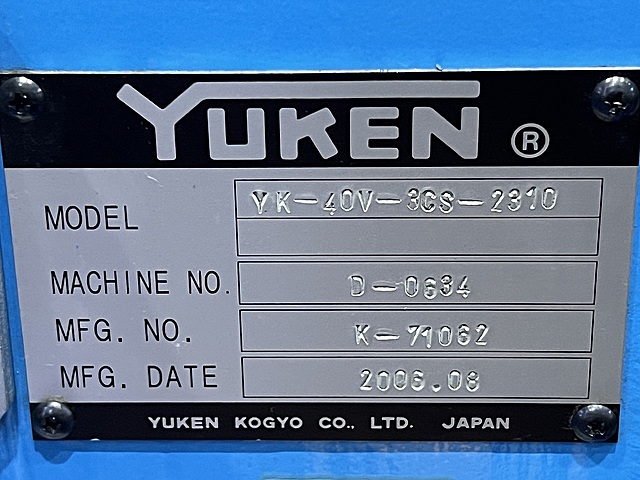 YUKEN ®
MODEL YK-40V-3CS-2310
MACHINE NO. D-0634
MFG. NO. K-71062
MFG. DATE 2006.08
YUKEN KOGYO CO., LTD. JAPAN